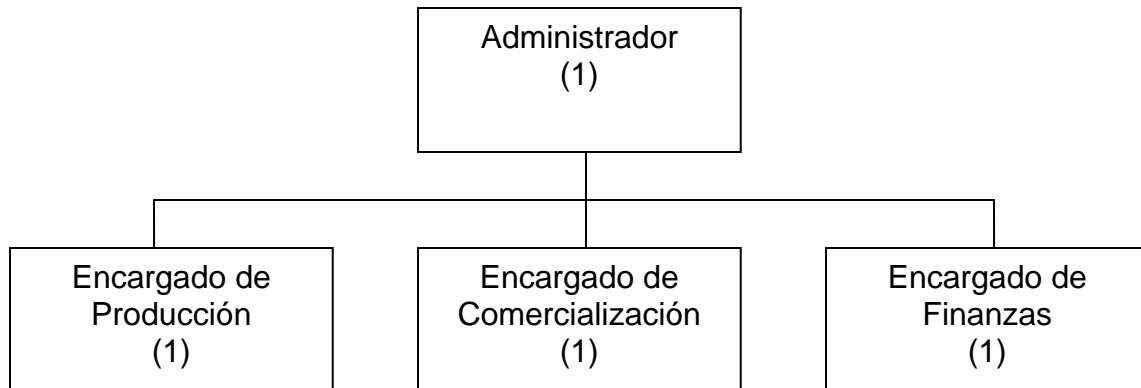 Administrador
(1)
Encargado de
Producción
(1)
Encargado de
Comercialización
(1)
Encargado de
Finanzas
(1)